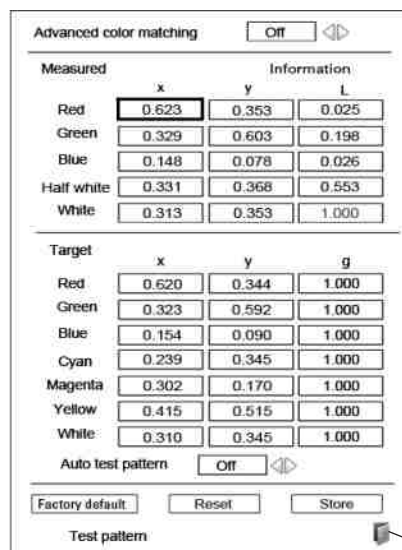 Advanced color matching Off
Measured Information
x y L
Red 0.623 0.353 0.025
Green 0.329 0.603 0.198
Blue 0.148 0.078 0.026
Half white 0.331 0.368 0.553
White 0.313 0.353 1.000
Target
x y g
Red 0.620 0.344 1.000
Green 0.323 0.592 1.000
Blue 0.154 0.090 1.000
Cyan 0.239 0.345 1.000
Magenta 0.302 0.170 1.000
Yellow 0.415 0.515 1.000
White 0.310 0.345 1.000
Auto test pattern Off
Factory default Reset Store
Test pattern